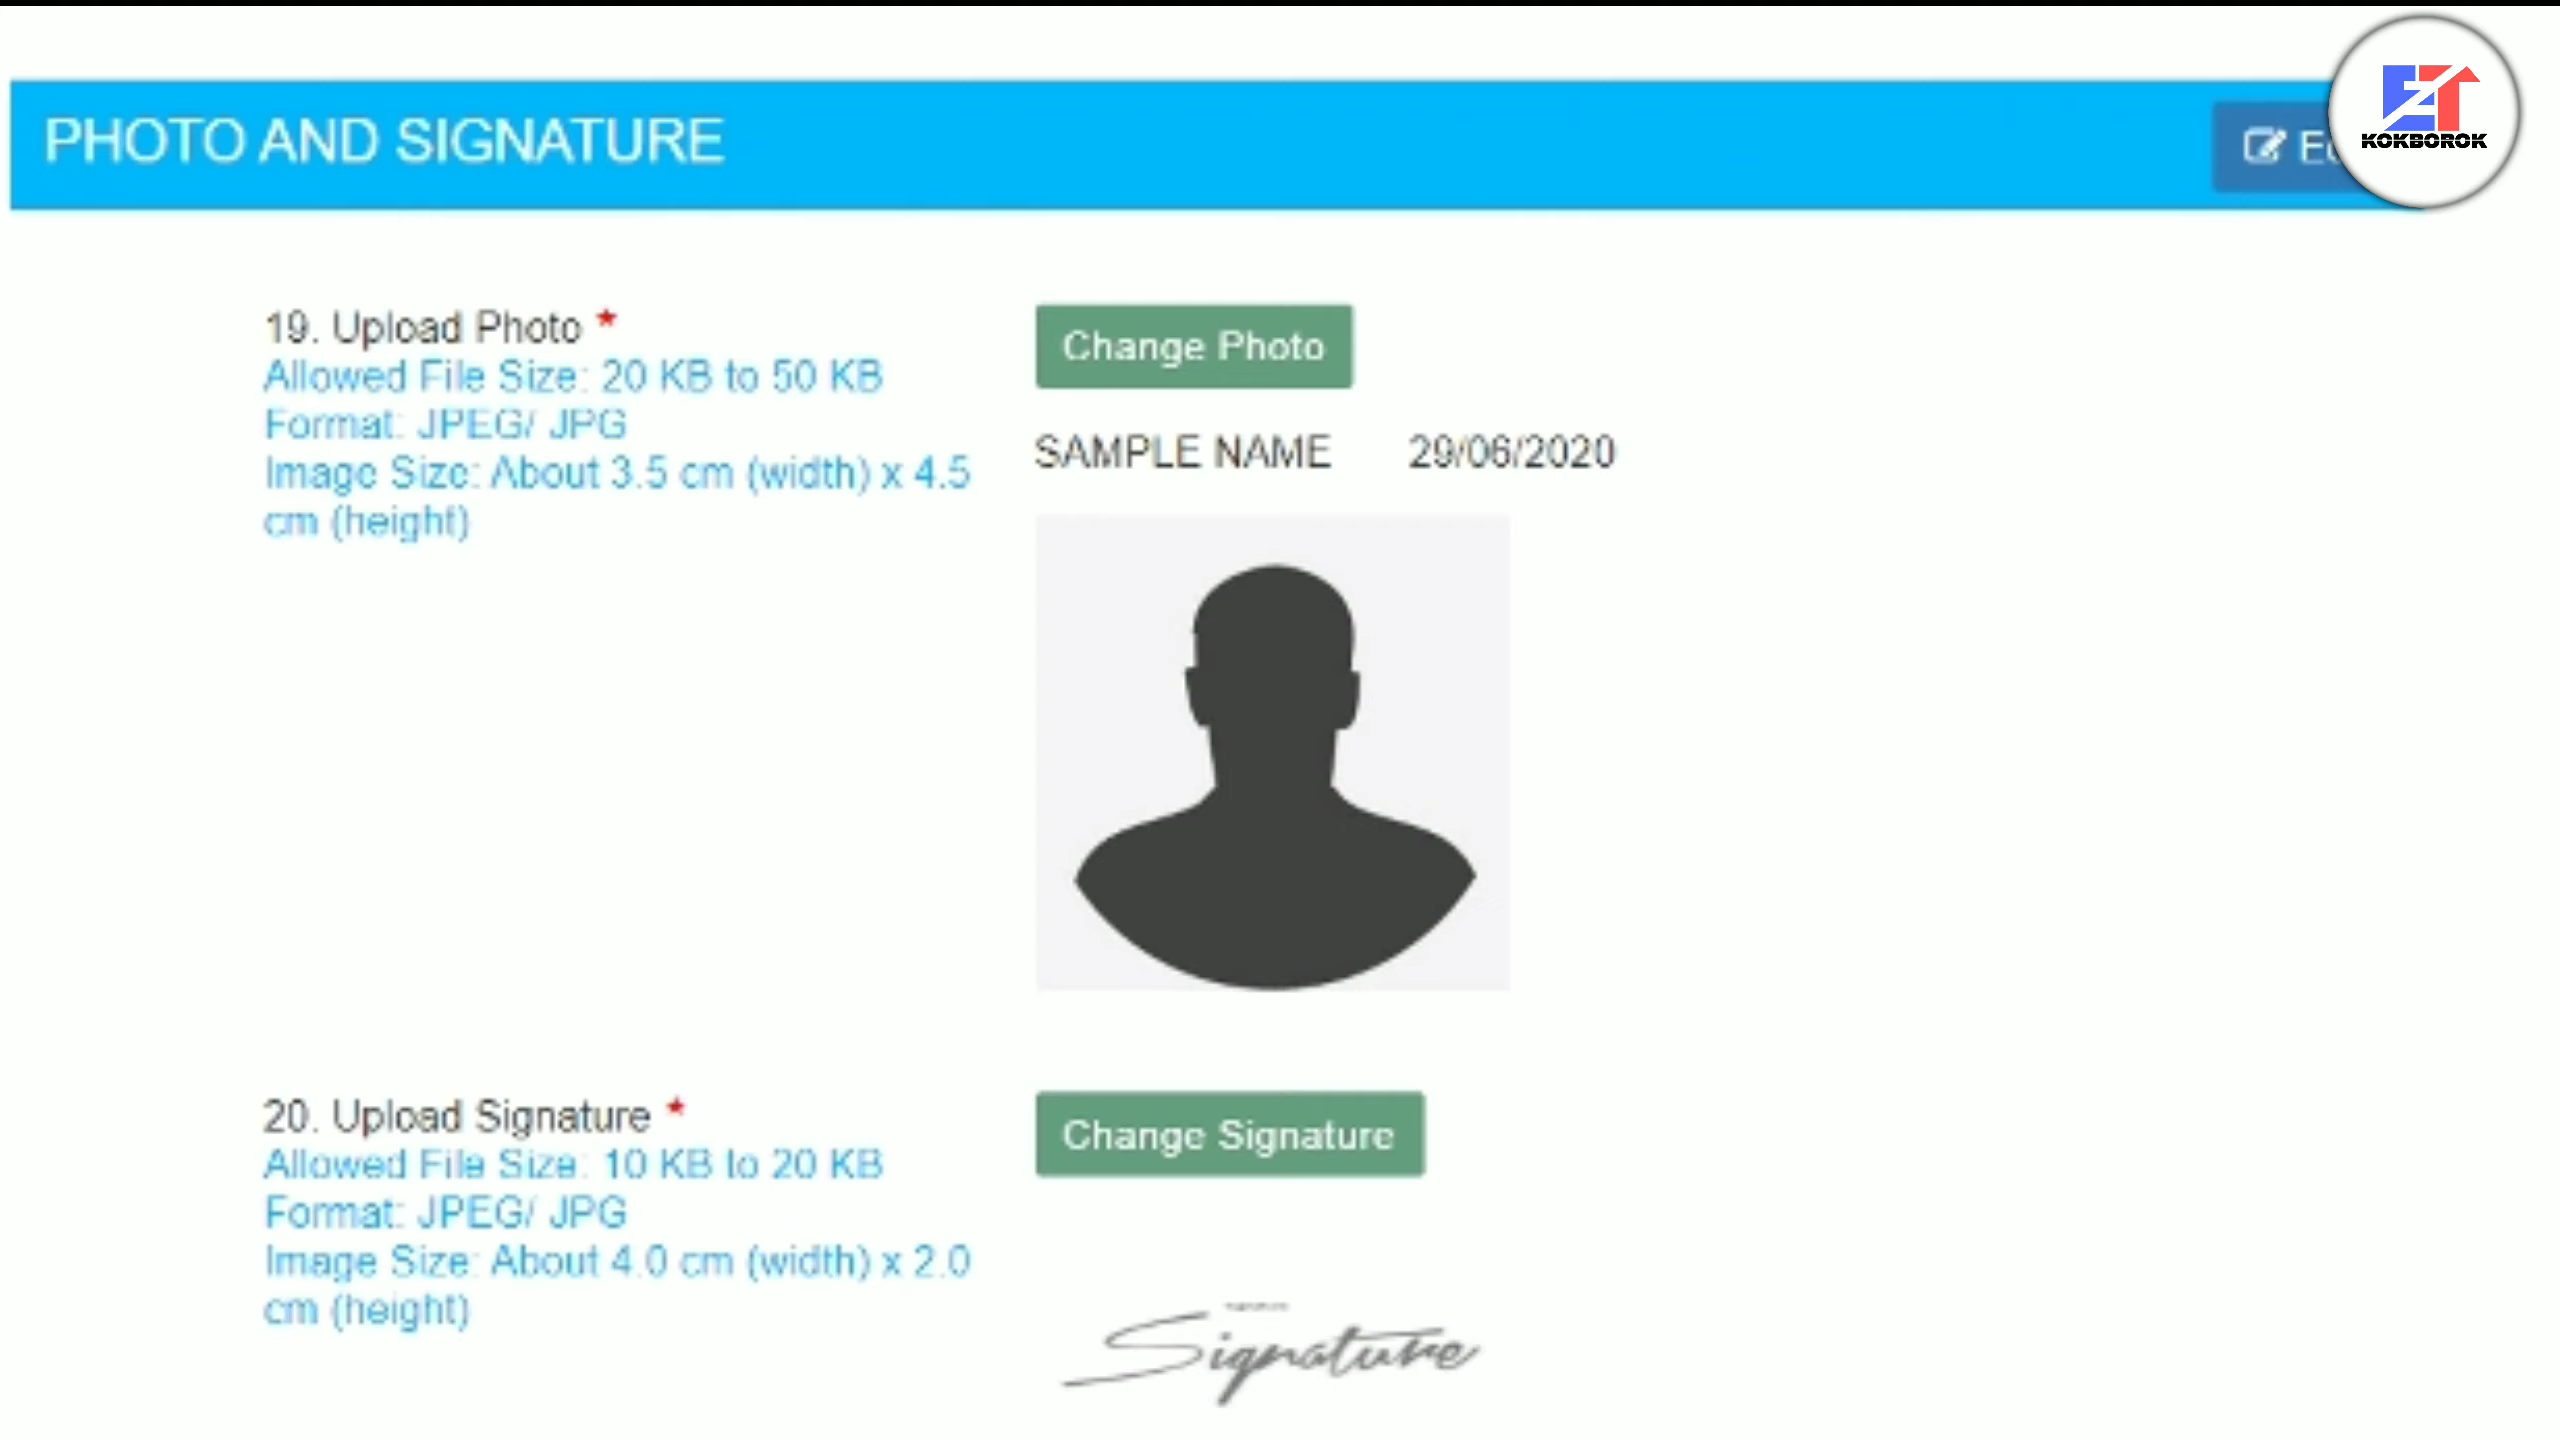 PHOTO AND SIGNATURE
KOKBOROK
19. Upload Photo *
Allowed File Size: 20 KB to 50 KB
Format: JPEG/ JPG
Image Size: About 3.5 cm (width) x 4.5
cm (height)
Change Photo
SAMPLE NAME 29/06/2020
20. Upload Signature *
Allowed File Size: 10 KB to 20 KB
Format: JPEG/ JPG
Image Size: About 4.0 cm (width) x 2.0
cm (height)
Change Signature
Signature